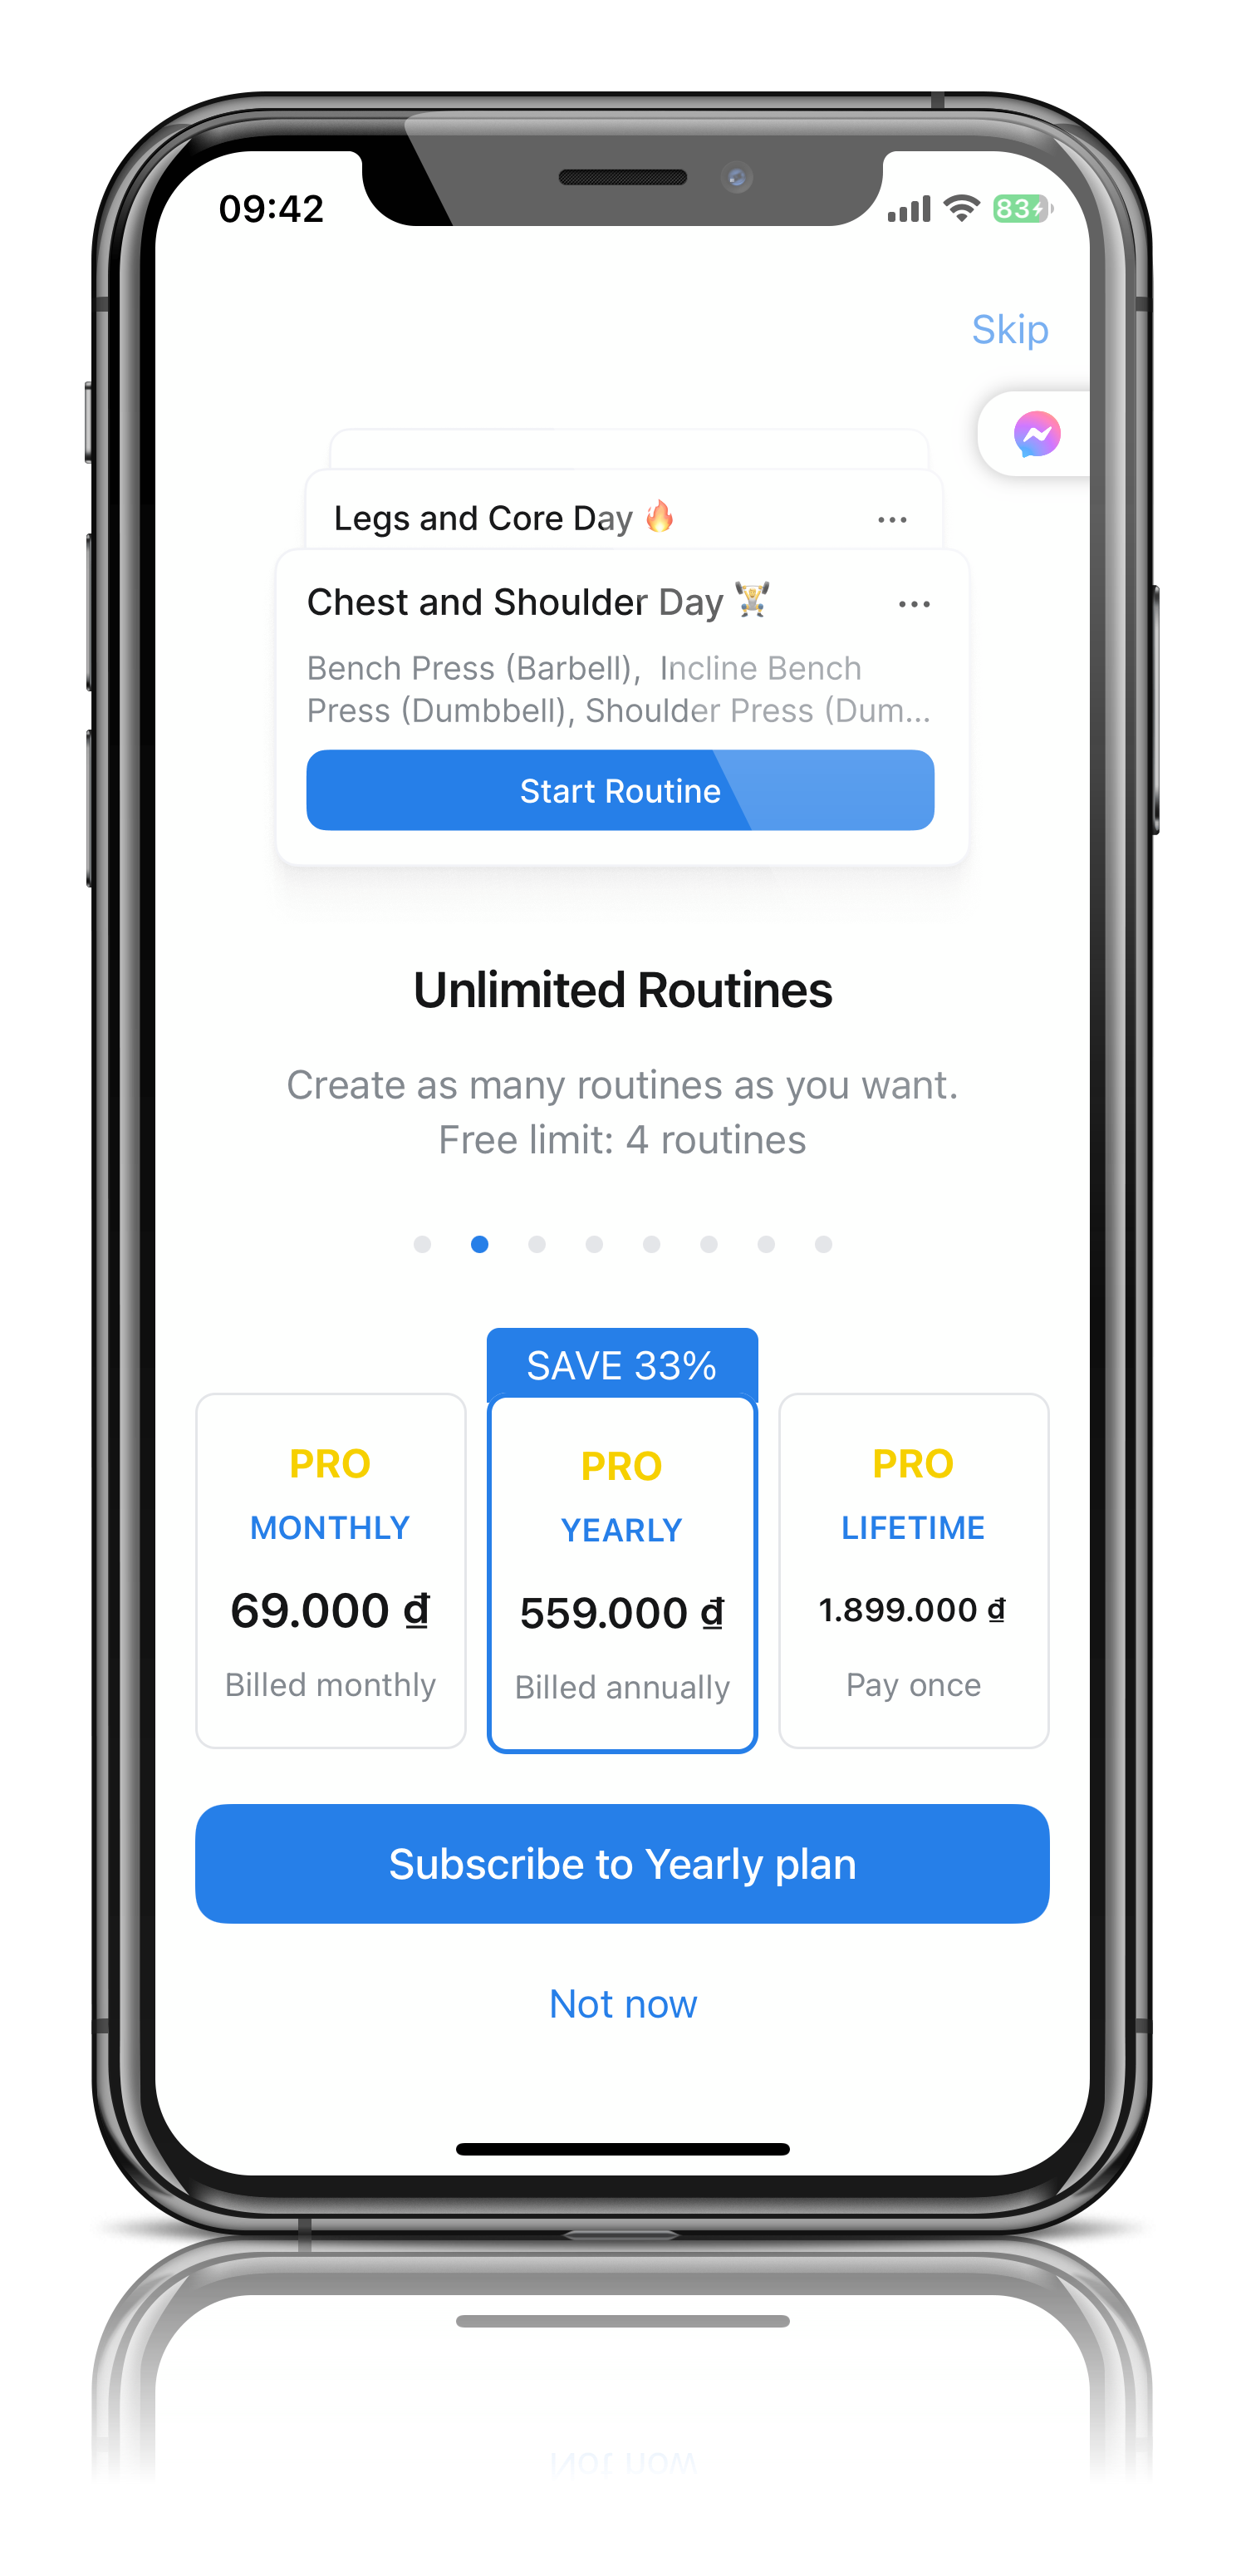 09:42
83
Skip
Legs and Core Day 🔥
Chest and Shoulder Day 🏋️
Bench Press (Barbell), Incline Bench
Press (Dumbbell), Shoulder Press (Dum...
Start Routine
Unlimited Routines
Create as many routines as you want.
Free limit: 4 routines
SAVE 33%
PRO
MONTHLY
69.000 ₫
Billed monthly
PRO
YEARLY
559.000 ₫
Billed annually
PRO
LIFETIME
1.899.000 ₫
Pay once
Subscribe to Yearly plan
Not now